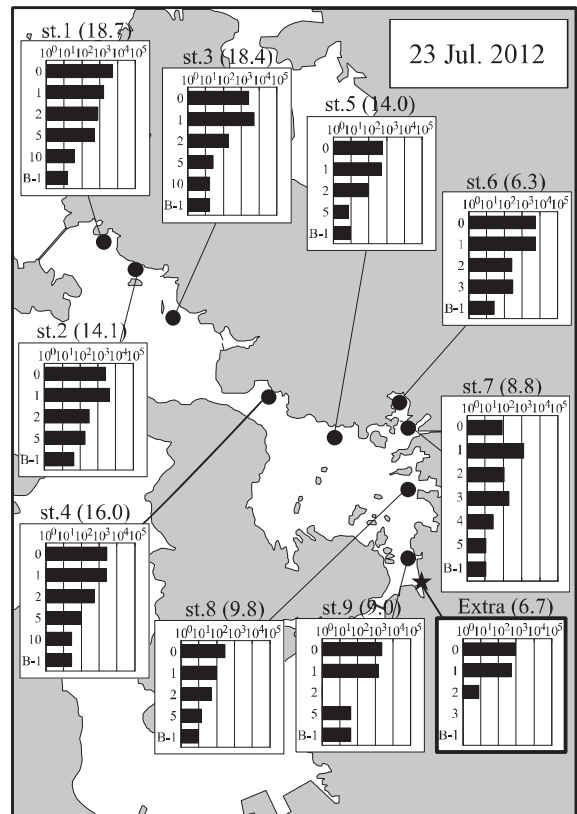 23 Jul. 2012
st.1 (18.7)
10⁰10¹10²10³10⁴10⁵
0
1
2
5
10
B-1
st.3 (18.4)
10⁰10¹10²10³10⁴10⁵
0
1
2
5
10
B-1
st.5 (14.0)
10⁰10¹10²10³10⁴10⁵
0
1
2
5
B-1
st.6 (6.3)
10⁰10¹10²10³10⁴10⁵
0
1
2
3
B-1
st.2 (14.1)
10⁰10¹10²10³10⁴10⁵
0
1
2
5
B-1
st.7 (8.8)
10⁰10¹10²10³10⁴10⁵
0
1
2
3
4
5
B-1
st.4 (16.0)
10⁰10¹10²10³10⁴10⁵
0
1
2
5
10
B-1
st.8 (9.8)
10⁰10¹10²10³10⁴10⁵
0
1
2
5
B-1
st.9 (9.0)
10⁰10¹10²10³10⁴10⁵
0
1
2
5
B-1
Extra (6.7)
10⁰10¹10²10³10⁴10⁵
0
1
2
3
B-1